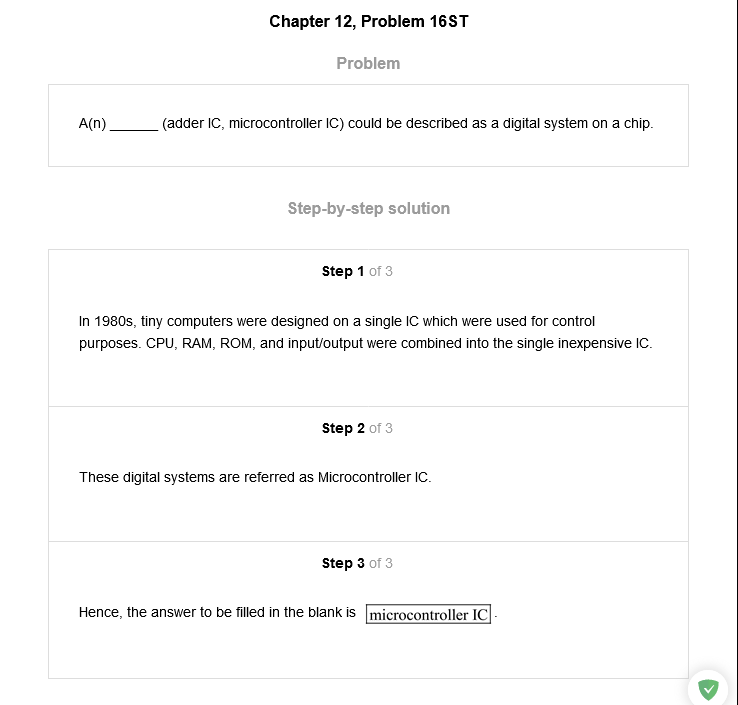 Chapter 12, Problem 16ST
Problem
A(n) ______ (adder IC, microcontroller IC) could be described as a digital system on a chip.
Step-by-step solution
Step 1 of 3
In 1980s, tiny computers were designed on a single IC which were used for control
purposes. CPU, RAM, ROM, and input/output were combined into the single inexpensive IC.
Step 2 of 3
These digital systems are referred as Microcontroller IC.
Step 3 of 3
Hence, the answer to be filled in the blank is microcontroller IC.